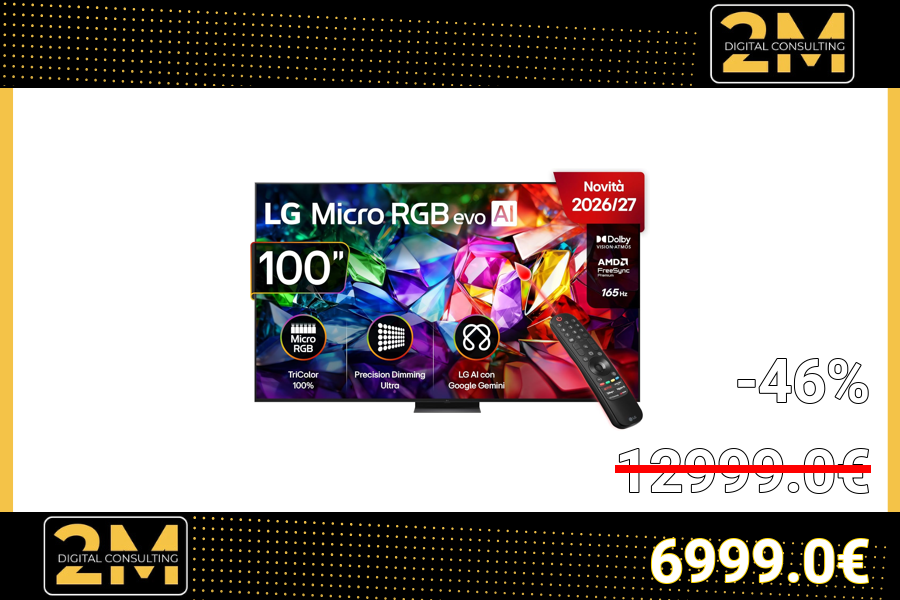 2M
DIGITAL CONSULTING
Novità
2026/27
LG Micro RGB evo AI
100”
Dolby
VISION·ATMOS
AMD
FreeSync
Premium
165Hz
Micro
RGB
TriColor
100%
Precision Dimming
Ultra
LG AI con
Google Gemini
-46%
12999.0€
2M
DIGITAL CONSULTING
6999.0€